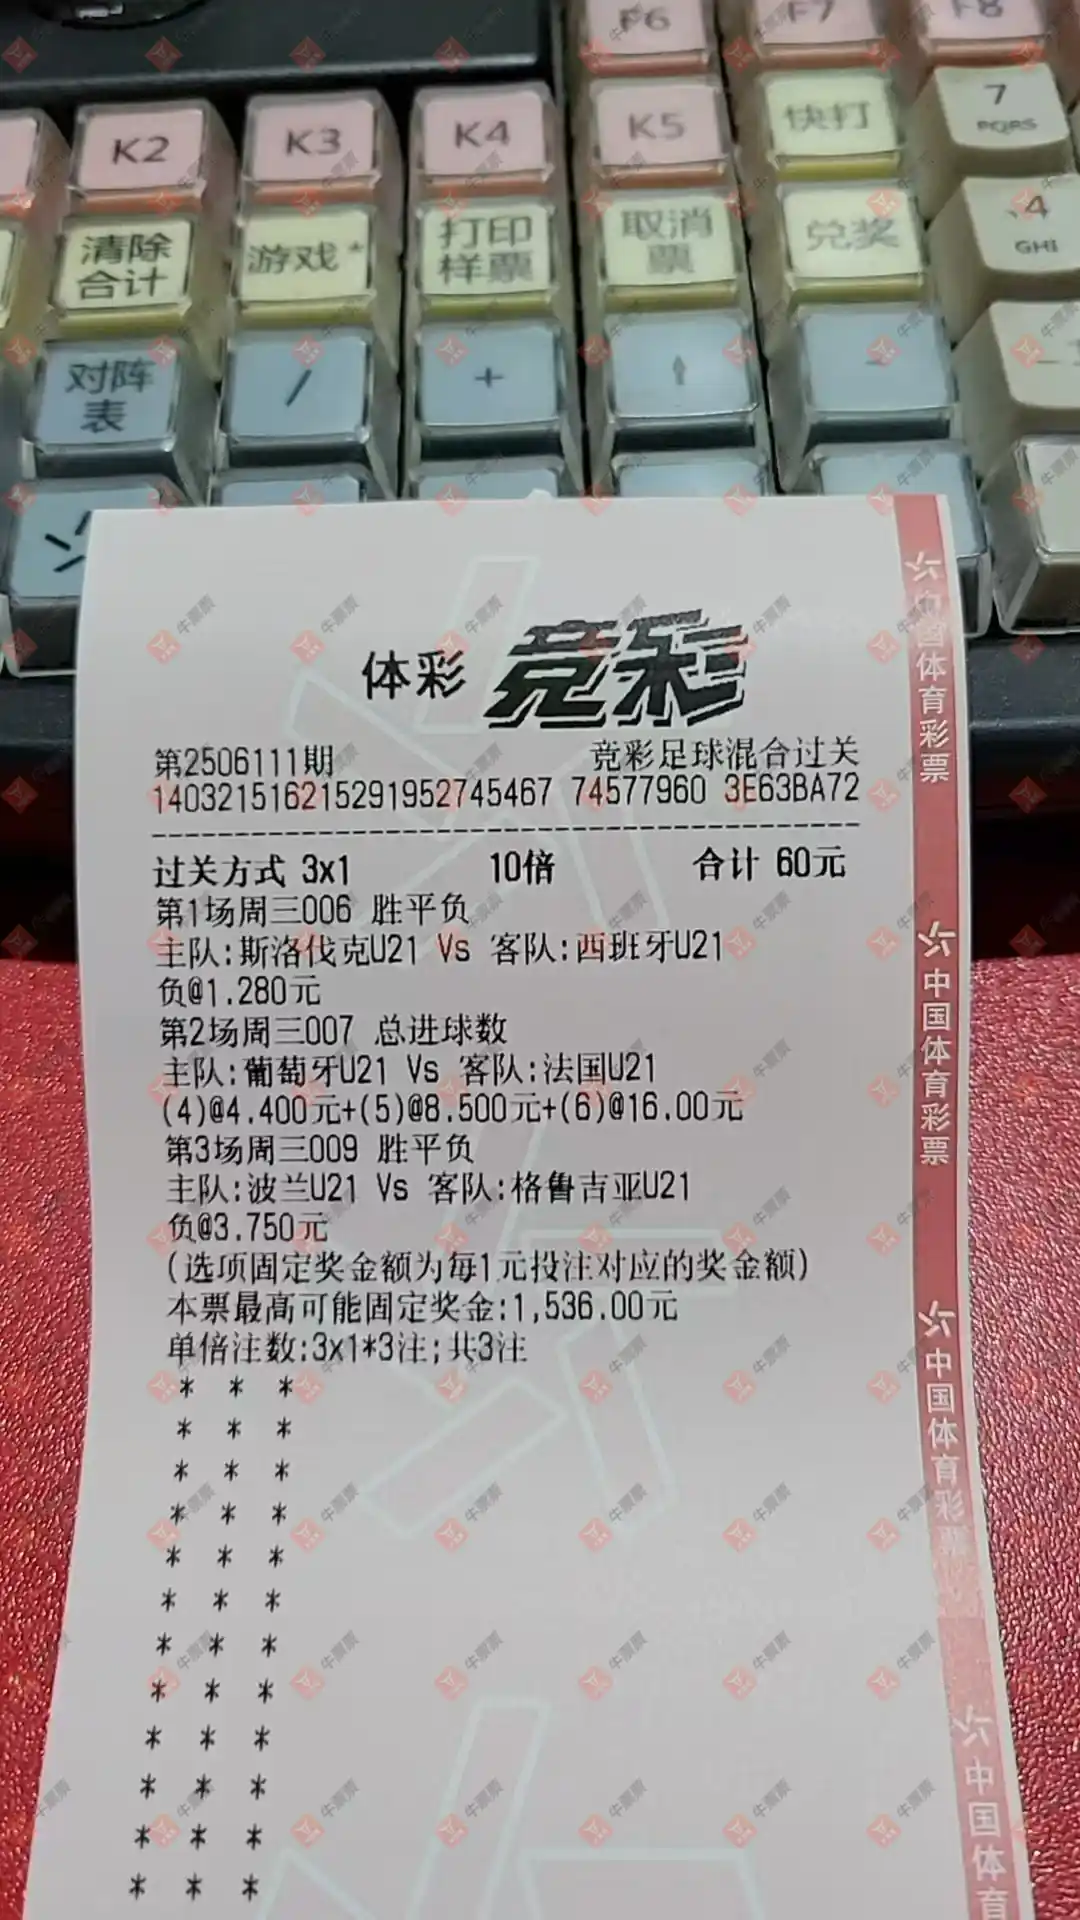 F6 F7 F8
K2 K3 K4 K5 快打 7 PQRS
清除合计 游戏* 打印样票 取消票 兑奖 4 GHI
对阵表 / + ↑ -
体彩 竞彩
第2506111期 竞彩足球混合过关
140321516215291952745467 74577960 3E63BA72
过关方式 3x1 10倍 合计 60元
第1场周三006 胜平负
主队:斯洛伐克U21 Vs 客队:西班牙U21
负@1.280元
第2场周三007 总进球数
主队:葡萄牙U21 Vs 客队:法国U21
(4)@4.400元+(5)@8.500元+(6)@16.00元
第3场周三009 胜平负
主队:波兰U21 Vs 客队:格鲁吉亚U21
负@3.750元
(选项固定奖金额为每1元投注对应的奖金额)
本票最高可能固定奖金:1,536.00元
单倍注数:3x1*3注;共3注
* * *
* * *
* * *
* * *
* * *
* * *
* * *
* * *
* * *
* * *
* * *
* * *
中国体育彩票
中国体育彩票
中国体育彩票
中国体育
牛票票